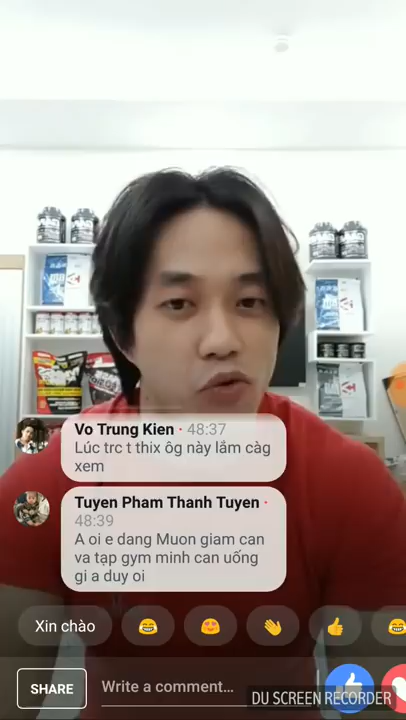 Vo Trung Kien · 48:37
Lúc trc t thix ôg này lắm càg
xem
Tuyen Pham Thanh Tuyen ·
48:39
A oi e dang Muon giam can
va tạp gym minh can uống
gi a duy oi
Xin chào
SHARE
Write a comment...
DU SCREEN RECORDER